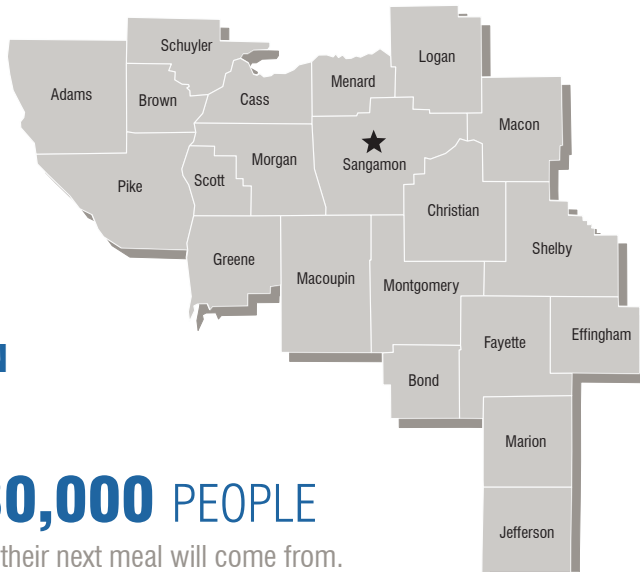 Schuyler
Logan
Menard
Adams
Brown
Cass
Macon
Morgan
Sangamon
Scott
Pike
Christian
Shelby
Greene
Macoupin
Montgomery
Effingham
Fayette
Bond
Marion
0,000 PEOPLE
Jefferson
their next meal will come from.